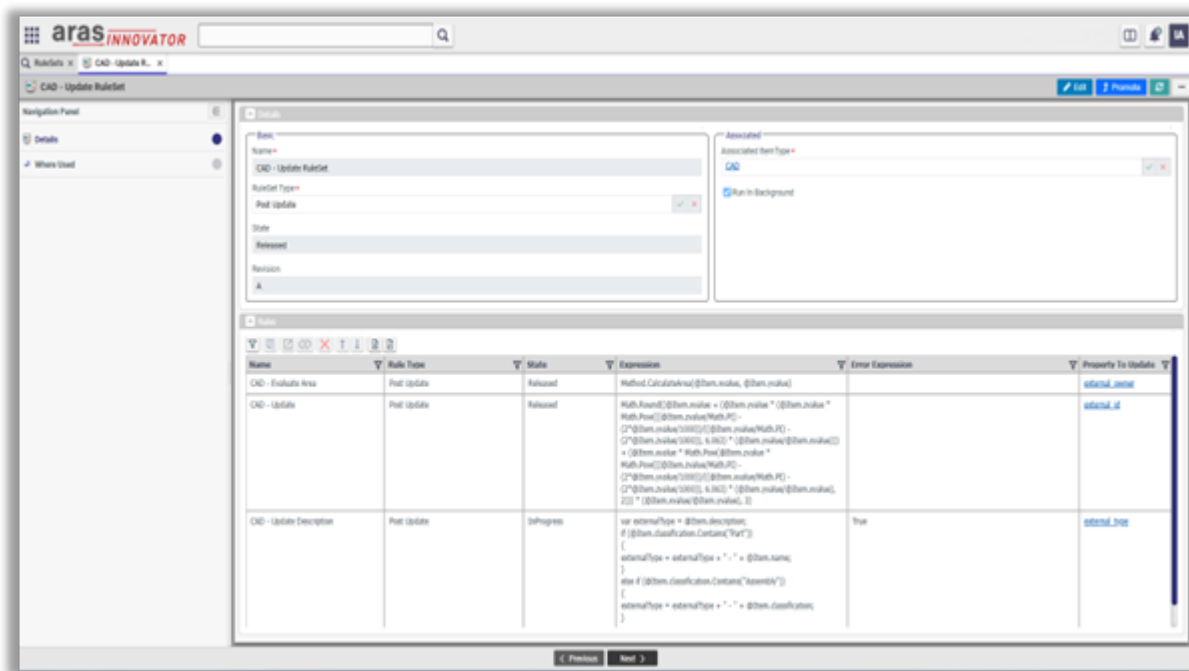 aras INNOVATOR
IA
RuleSets × CAD - Update R... ×
CAD - Update RuleSet
Edit Promote
Navigation Panel
Details
Where Used
Details
Basic
Name*
CAD - Update RuleSet
RuleSet Type*
Post Update
State
Released
Revision
A
Associated
Associated ItemType*
CAD
Run In Background
Rules
Name Rule Type State Expression Error Expression Property To Update
CAD - Evaluate Area Post Update Released Method.CalculateArea(@Item.xvalue, @Item.yvalue) external_owner
CAD - Update Post Update Released external_id
CAD - Update Description Post Update InProgress var externalType = @Item.description; True external_type
if (@Item.classification.Contains("Part"))
{
externalType = externalType + " - " + @Item.name;
}
else if (@Item.classification.Contains("Assembly"))
{
externalType = externalType + " - " + @Item.classification;
}
Previous Next